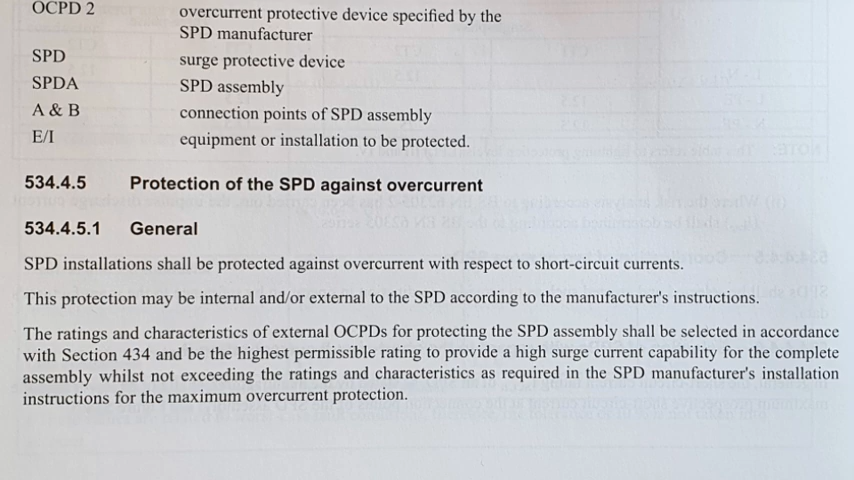 OCPD 2 overcurrent protective device specified by the
SPD manufacturer
SPD surge protective device
SPDA SPD assembly
A & B connection points of SPD assembly
E/I equipment or installation to be protected.
534.4.5 Protection of the SPD against overcurrent
534.4.5.1 General
SPD installations shall be protected against overcurrent with respect to short-circuit currents.
This protection may be internal and/or external to the SPD according to the manufacturer's instructions.
The ratings and characteristics of external OCPDs for protecting the SPD assembly shall be selected in accordance
with Section 434 and be the highest permissible rating to provide a high surge current capability for the complete
assembly whilst not exceeding the ratings and characteristics as required in the SPD manufacturer's installation
instructions for the maximum overcurrent protection.